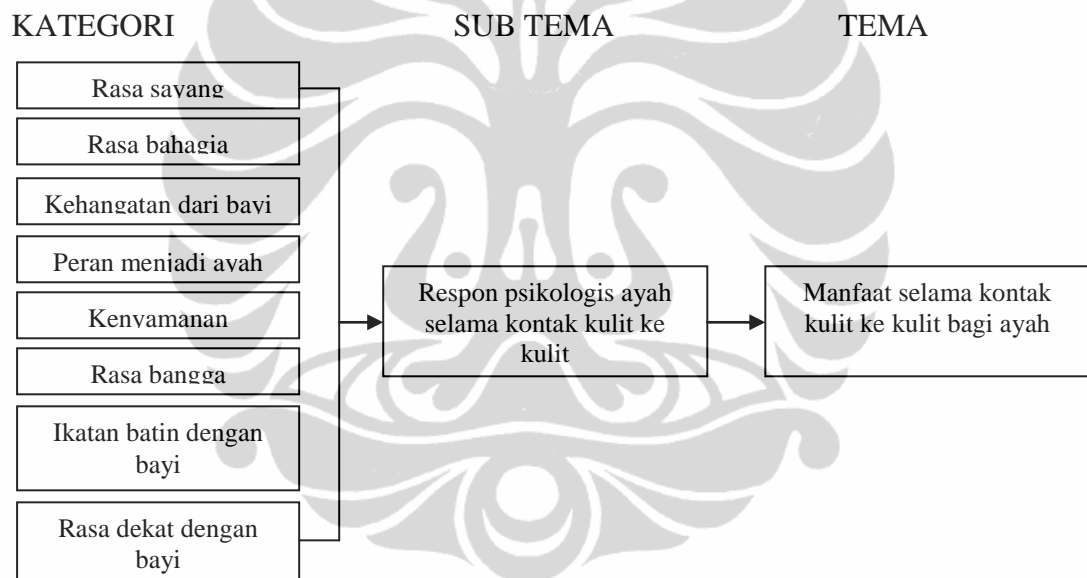 KATEGORI SUB TEMA TEMA
Rasa sayang
Rasa bahagia
Kehangatan dari bayi
Peran menjadi ayah
Kenyamanan
Rasa bangga
Ikatan batin dengan
bayi
Rasa dekat dengan
bayi
Respon psikologis ayah
selama kontak kulit ke
kulit
Manfaat selama kontak
kulit ke kulit bagi ayah